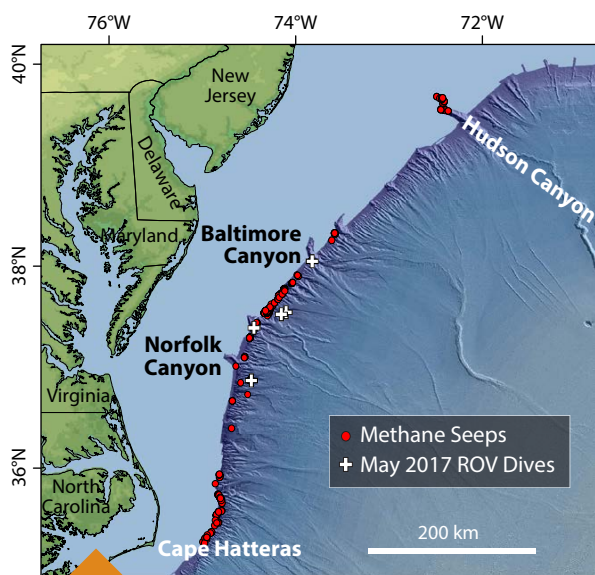 76°W
74°W
72°W
40°N
38°N
36°N
New
Jersey
Delaware
Maryland
Hudson Canyon
Baltimore
Canyon
Norfolk
Canyon
Virginia
Methane Seeps
May 2017 ROV Dives
North
Carolina
Cape Hatteras
200 km